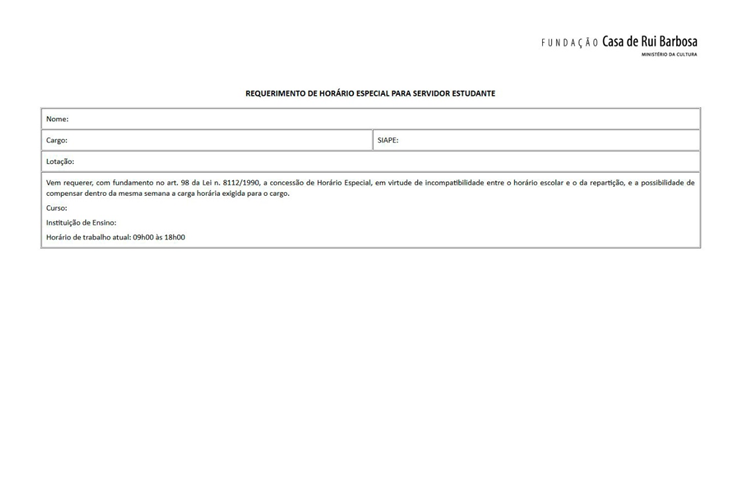 FUNDAÇÃO Casa de Rui Barbosa
MINISTÉRIO DA CULTURA
REQUERIMENTO DE HORÁRIO ESPECIAL PARA SERVIDOR ESTUDANTE
Nome:
Cargo:
SIAPE:
Lotação:
Vem requerer, com fundamento no art. 98 da Lei n. 8112/1990, a concessão de Horário Especial, em virtude de incompatibilidade entre o horário escolar e o da repartição, e a possibilidade de
compensar dentro da mesma semana a carga horária exigida para o cargo.
Curso:
Instituição de Ensino:
Horário de trabalho atual: 09h00 às 18h00